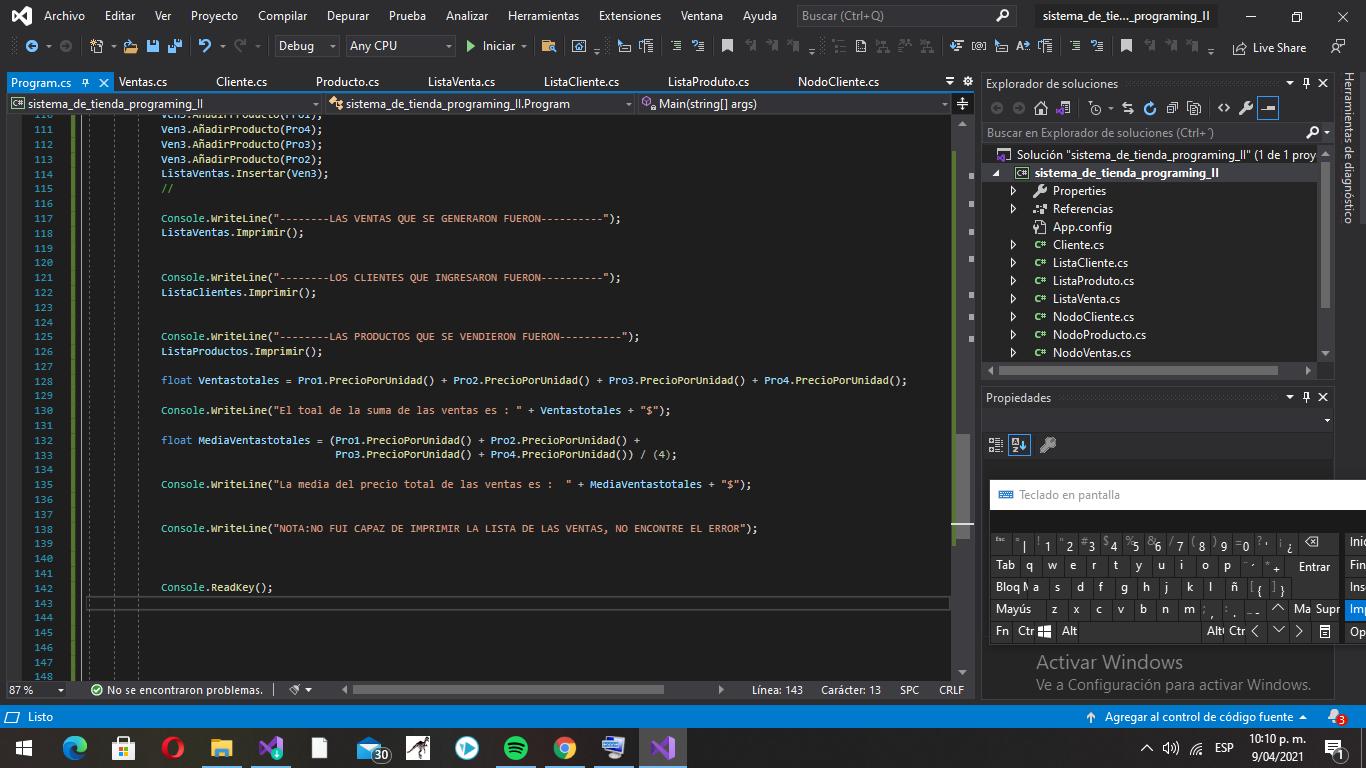 Archivo Editar Ver Proyecto Compilar Depurar Prueba Analizar Herramientas Extensiones Ventana Ayuda Buscar (Ctrl+Q) sistema_de_tie..._programing_II
Debug Any CPU Iniciar Live Share
Program.cs Ventas.cs Cliente.cs Producto.cs ListaVenta.cs ListaCliente.cs ListaProduto.cs NodoCliente.cs
sistema_de_tienda_programing_II sistema_de_tienda_programing_II.Program Main(string[] args)
110 Ven3.AñadirProducto(Pro1);
111 Ven3.AñadirProducto(Pro4);
112 Ven3.AñadirProducto(Pro3);
113 Ven3.AñadirProducto(Pro2);
114 ListaVentas.Insertar(Ven3);
115 //
116
117 Console.WriteLine("--------LAS VENTAS QUE SE GENERARON FUERON----------");
118 ListaVentas.Imprimir();
119
120
121 Console.WriteLine("--------LOS CLIENTES QUE INGRESARON FUERON----------");
122 ListaClientes.Imprimir();
123
124
125 Console.WriteLine("--------LAS PRODUCTOS QUE SE VENDIERON FUERON----------");
126 ListaProductos.Imprimir();
127
128 float Ventastotales = Pro1.PrecioPorUnidad() + Pro2.PrecioPorUnidad() + Pro3.PrecioPorUnidad() + Pro4.PrecioPorUnidad();
129
130 Console.WriteLine("El toal de la suma de las ventas es : " + Ventastotales + "$");
131
132 float MediaVentastotales = (Pro1.PrecioPorUnidad() + Pro2.PrecioPorUnidad() +
133 Pro3.PrecioPorUnidad() + Pro4.PrecioPorUnidad()) / (4);
134
135 Console.WriteLine("La media del precio total de las ventas es :  " + MediaVentastotales + "$");
136
137
138 Console.WriteLine("NOTA:NO FUI CAPAZ DE IMPRIMIR LA LISTA DE LAS VENTAS, NO ENCONTRE EL ERROR");
139
140
141
142 Console.ReadKey();
143
144
145
146
147
148
87 % No se encontraron problemas. Línea: 143 Carácter: 13 SPC CRLF
Explorador de soluciones
Buscar en Explorador de soluciones (Ctrl+´)
Solución "sistema_de_tienda_programing_II" (1 de 1 proy
sistema_de_tienda_programing_II
Properties
Referencias
App.config
Cliente.cs
ListaCliente.cs
ListaProduto.cs
ListaVenta.cs
NodoCliente.cs
NodoProducto.cs
NodoVentas.cs
Herramientas de diagnóstico
Propiedades
Teclado en pantalla
Esc ° | ! 1 " 2 # 3 $ 4 % 5 & 6 / 7 ( 8 ) 9 = 0 ? ' ¡ ¿ Inic
Tab q w e r t y u i o p ¨ ´ * + Entrar Fin
Bloq M a s d f g h j k l ñ [ { ] } Inse
Mayús z x c v b n m ; , : . _ - Ma Supr Imp
Fn Ctr Alt Alt Ctr Op
Activar Windows
Ve a Configuración para activar Windows.
Listo Agregar al control de código fuente 3
30 ESP 10:10 p. m. 1
9/04/2021